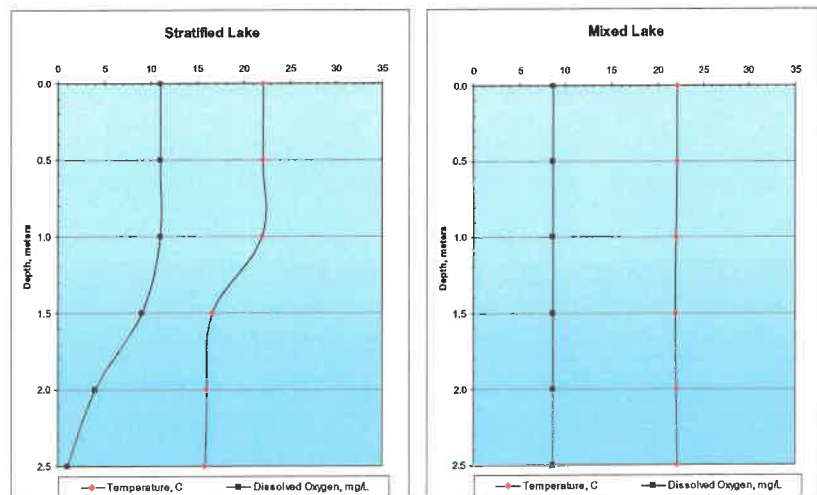 Stratified Lake
0 5 10 15 20 25 30 35
0.0
0.5
1.0
1.5
2.0
2.5
Depth, meters
Temperature, C Dissolved Oxygen, mg/L
Mixed Lake
0 5 10 15 20 25 30 35
0.0
0.5
1.0
1.5
2.0
2.5
Depth, meters
Temperature, C Dissolved Oxygen, mg/L